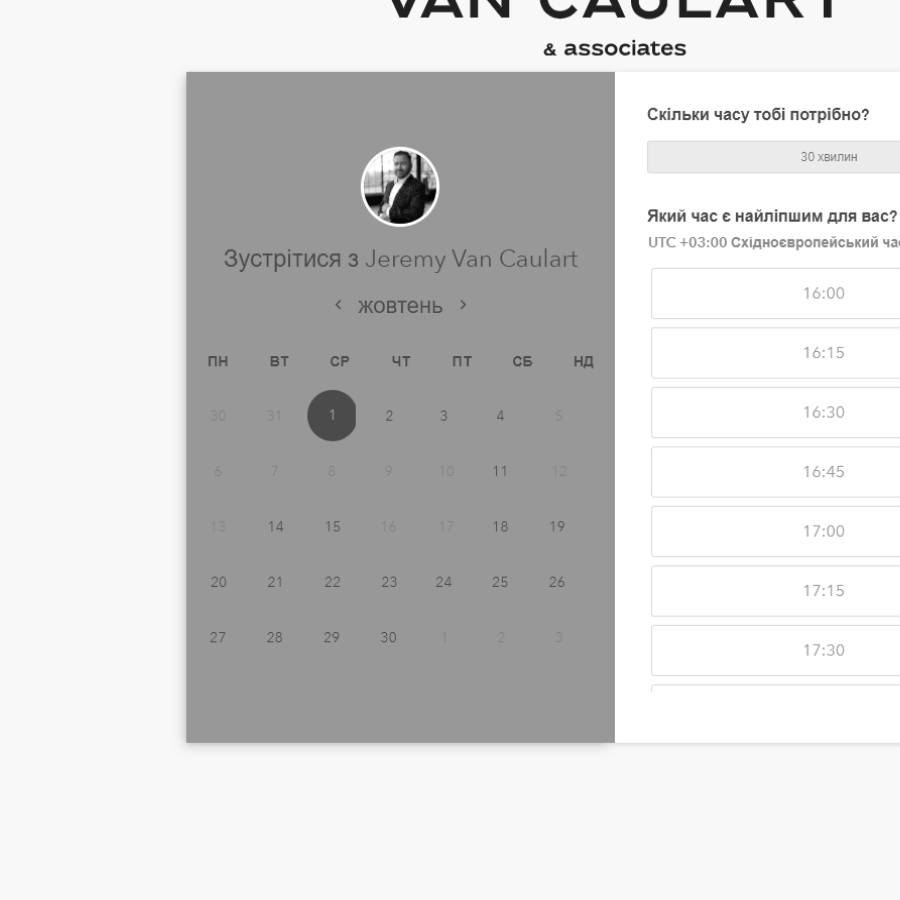 VAN CAULART
& associates
Зустрітися з Jeremy Van Caulart
жовтень
ПН ВТ СР ЧТ ПТ СБ НД
30 31 1 2 3 4 5
6 7 8 9 10 11 12
13 14 15 16 17 18 19
20 21 22 23 24 25 26
27 28 29 30 1 2 3
Скільки часу тобі потрібно?
30 хвилин
Який час є найліпшим для вас?
UTC +03:00 Східноєвропейський
16:00
16:15
16:30
16:45
17:00
17:15
17:30